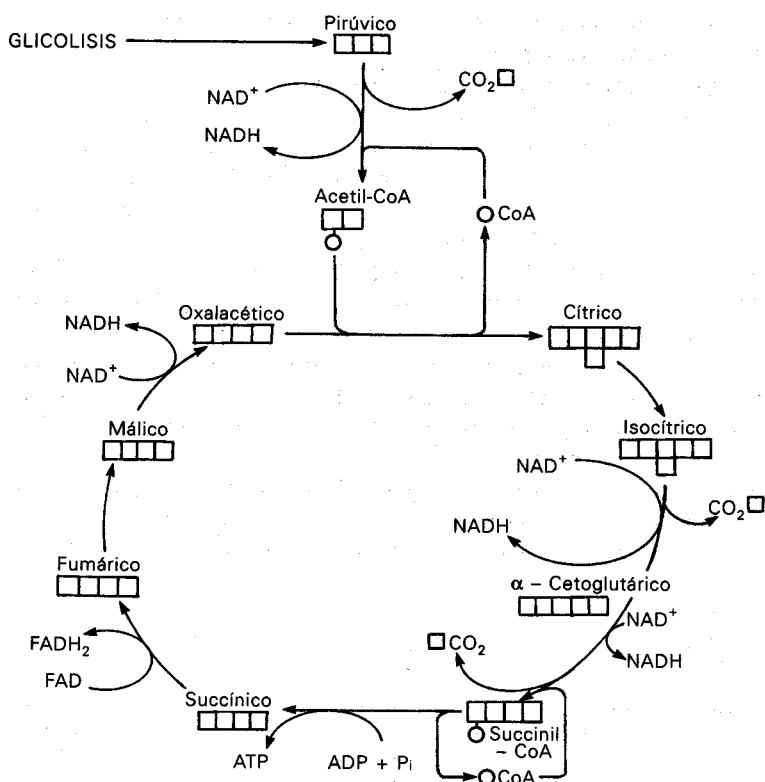 Pirúvico
GLICOLISIS
CO₂
NAD⁺
NADH
Acetil-CoA
CoA
Oxalacético
Cítrico
NADH
NAD⁺
Málico
Isocítrico
NAD⁺
CO₂
NADH
Fumárico
α – Cetoglutárico
NAD⁺
FADH₂
CO₂
NADH
FAD
Succínico
Succinil
– CoA
ATP
ADP + Pi
CoA